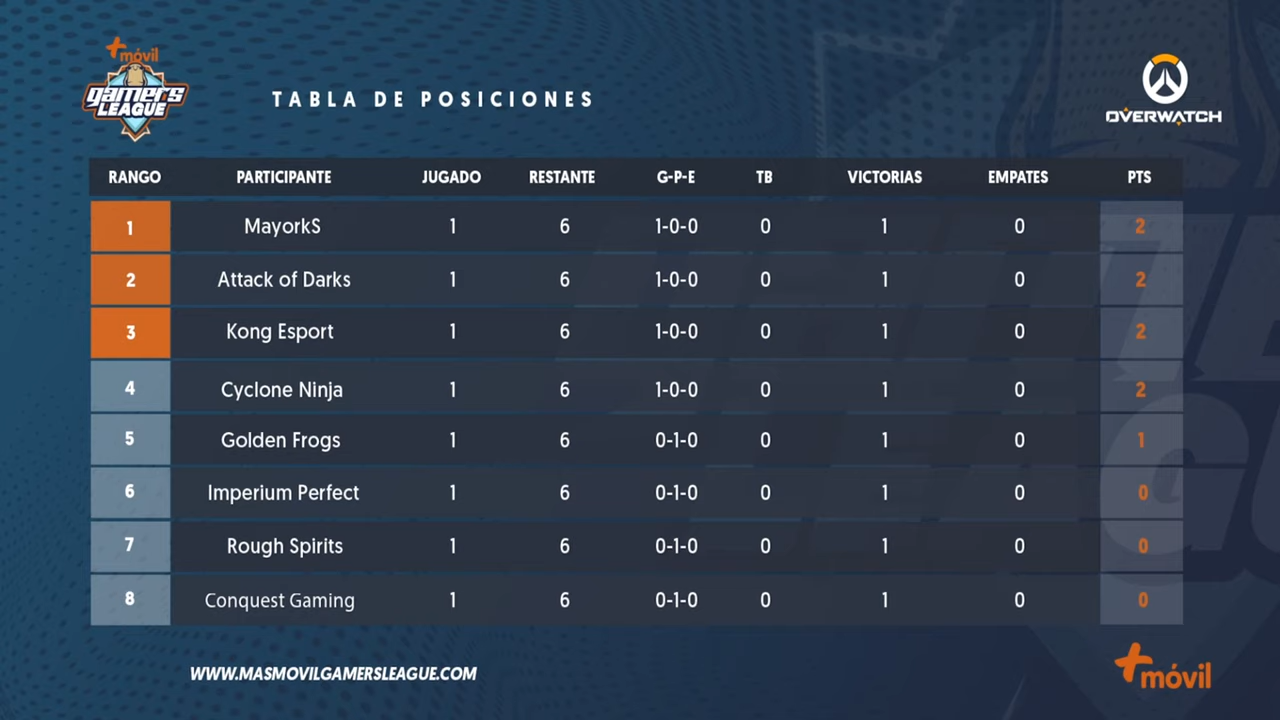 +móvil
gamers
LEAGUE
TABLA DE POSICIONES
OVERWATCH
RANGO PARTICIPANTE JUGADO RESTANTE G-P-E TB VICTORIAS EMPATES PTS
1 MayorkS 1 6 1-0-0 0 1 0 2
2 Attack of Darks 1 6 1-0-0 0 1 0 2
3 Kong Esport 1 6 1-0-0 0 1 0 2
4 Cyclone Ninja 1 6 1-0-0 0 1 0 2
5 Golden Frogs 1 6 0-1-0 0 1 0 1
6 Imperium Perfect 1 6 0-1-0 0 1 0 0
7 Rough Spirits 1 6 0-1-0 0 1 0 0
8 Conquest Gaming 1 6 0-1-0 0 1 0 0
WWW.MASMOVILGAMERSLEAGUE.COM
+móvil